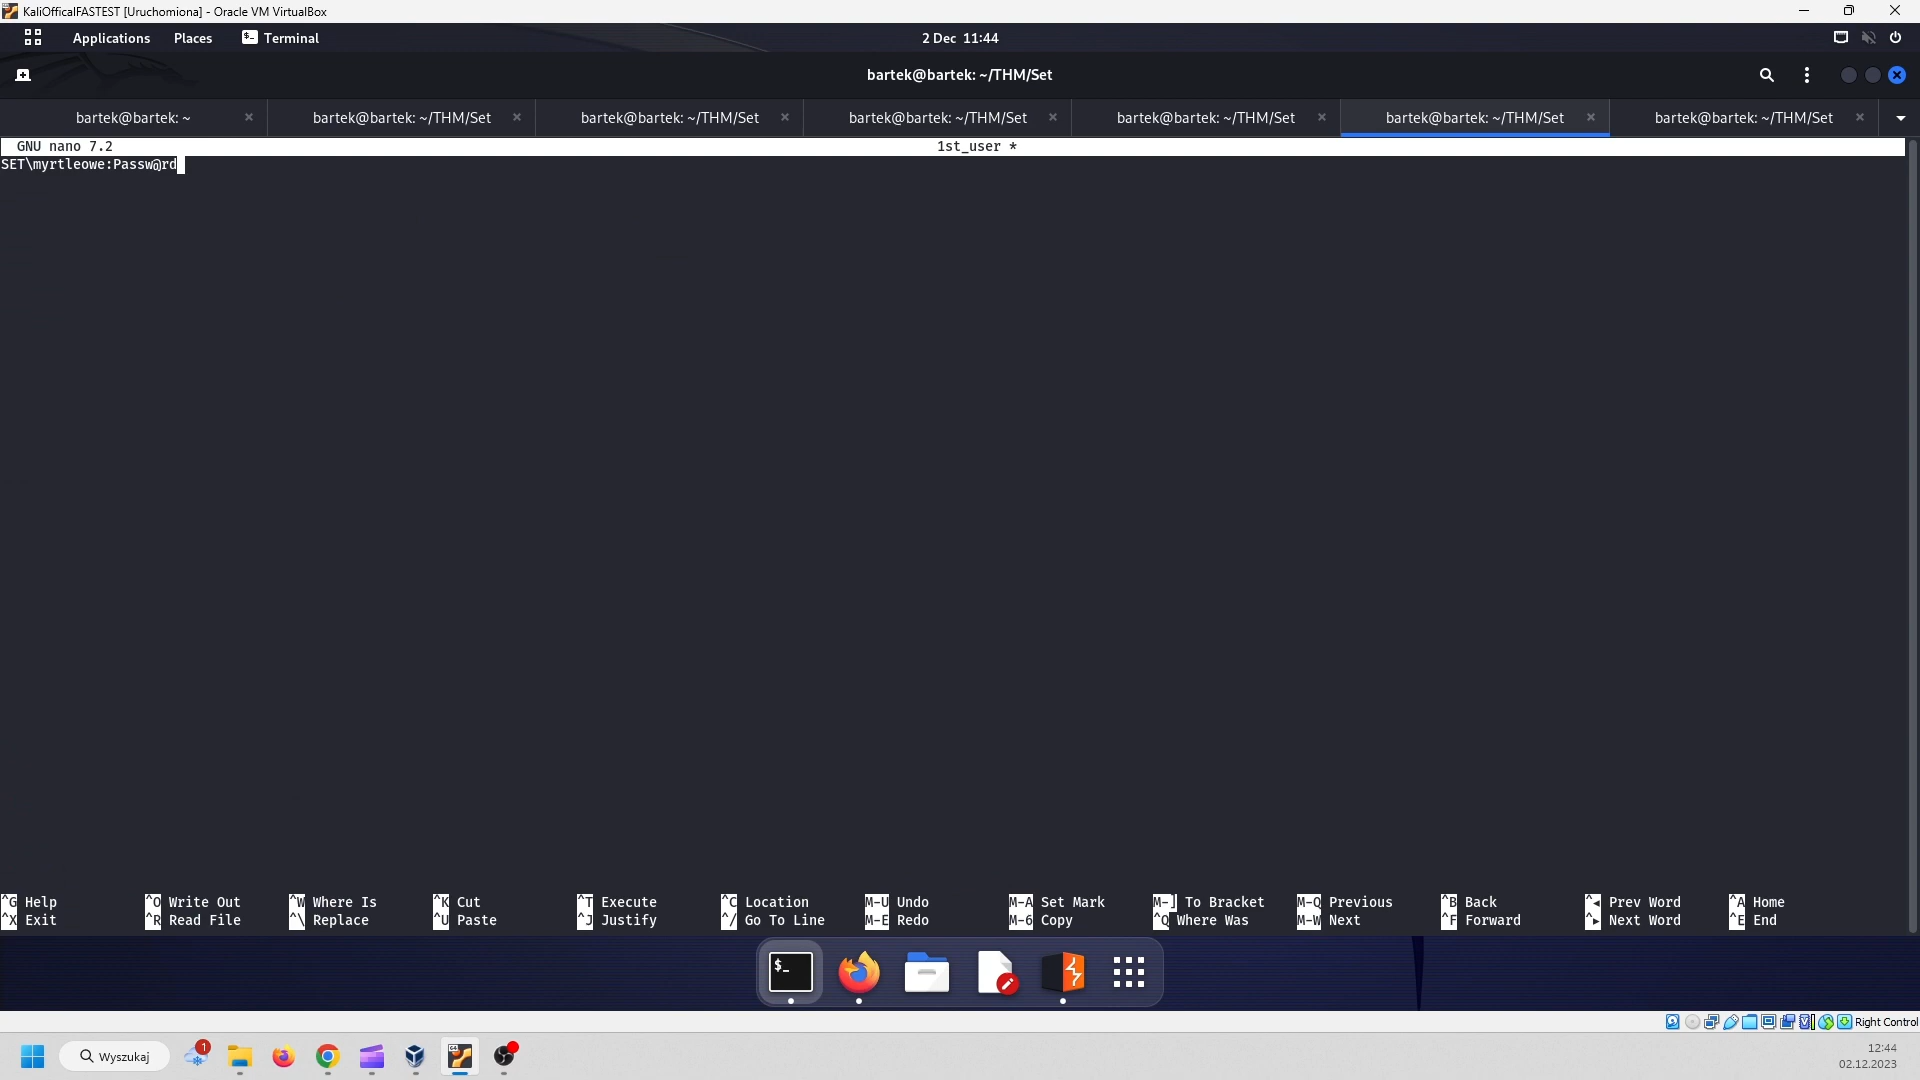 KaliOfficalFASTEST [Uruchomiona] - Oracle VM VirtualBox
Applications Places Terminal 2 Dec 11:44
bartek@bartek: ~/THM/Set
bartek@bartek: ~ bartek@bartek: ~/THM/Set bartek@bartek: ~/THM/Set bartek@bartek: ~/THM/Set bartek@bartek: ~/THM/Set bartek@bartek: ~/THM/Set bartek@bartek: ~/THM/Set
GNU nano 7.2 1st_user *
SET\myrtleowe:Passw@rd
^G Help ^O Write Out ^W Where Is ^K Cut ^T Execute ^C Location M-U Undo M-A Set Mark M-] To Bracket M-Q Previous ^B Back ^◂ Prev Word ^A Home
^X Exit ^R Read File ^\ Replace ^U Paste ^J Justify ^/ Go To Line M-E Redo M-6 Copy ^Q Where Was M-W Next ^F Forward ^▸ Next Word ^E End
$_
Right Control
1 Wyszukaj 64 12:44
02.12.2023